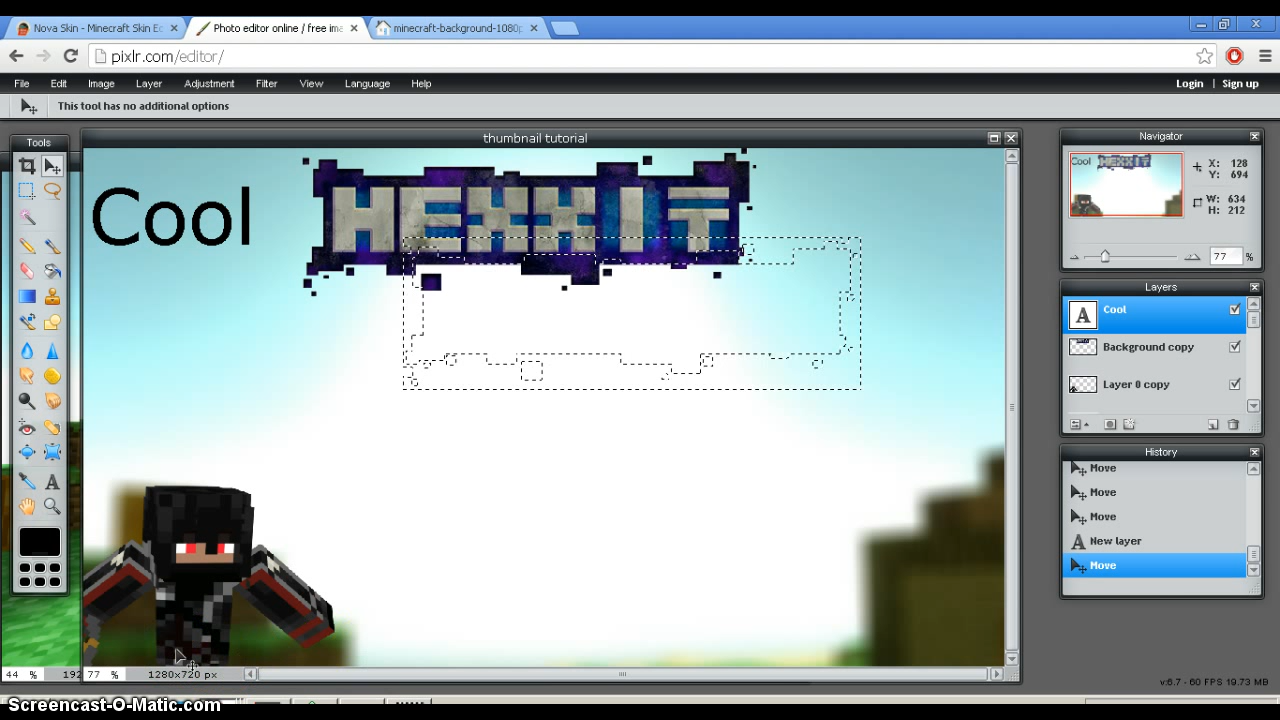 Nova Skin - Minecraft Skin Ec
Photo editor online / free ima
minecraft-background-1080p
pixlr.com/editor/
File Edit Image Layer Adjustment Filter View Language Help
Login | Sign up
This tool has no additional options
Tools
thumbnail tutorial
Navigator
Cool
HEXXIT
Cool
X: 128
Y: 694
W: 634
H: 212
77 %
Layers
A Cool
Background copy
Layer 0 copy
History
Move
Move
Move
A New layer
Move
44 %
192
77 %
1280x720 px
v:6.7 - 60 FPS 19.73 MB
Screencast-O-Matic.com